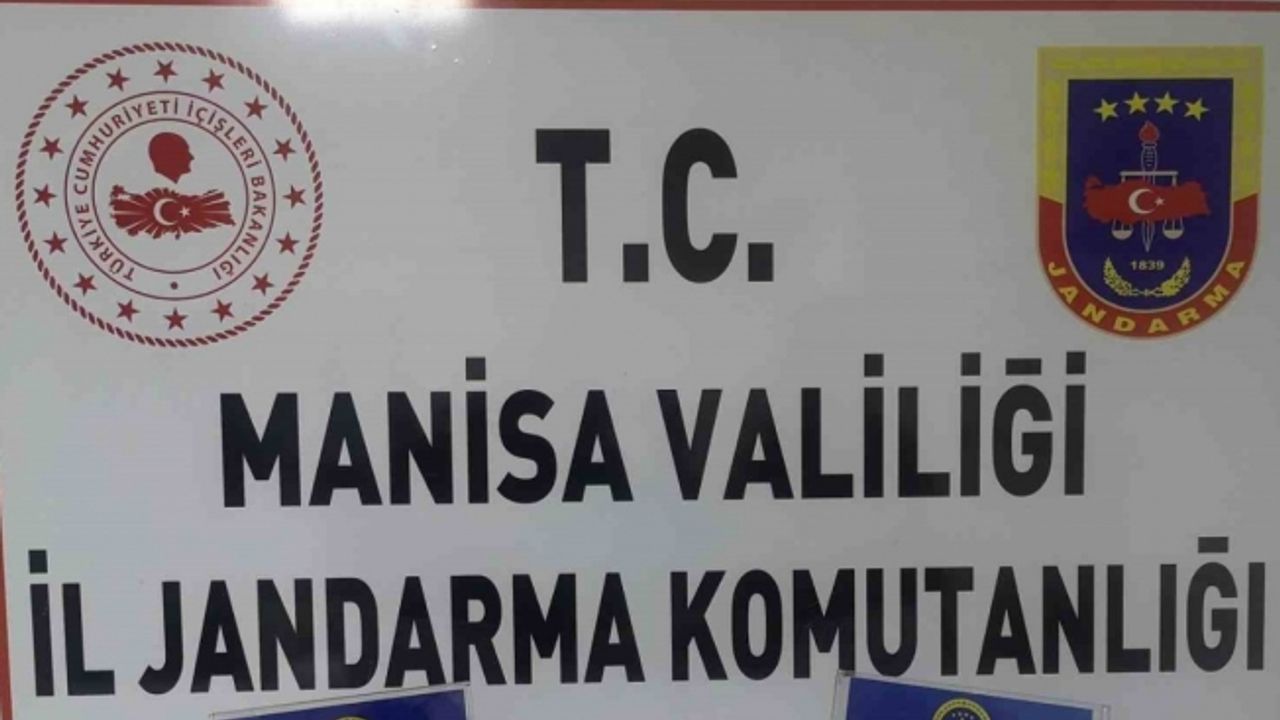 TÜRKİYE CUMHURİYETİ İÇİŞLERİ BAKANLIĞI
T.C.
1839
JANDARMA
MANİSA VALİLİĞİ
İL JANDARMA KOMUTANLIĞI